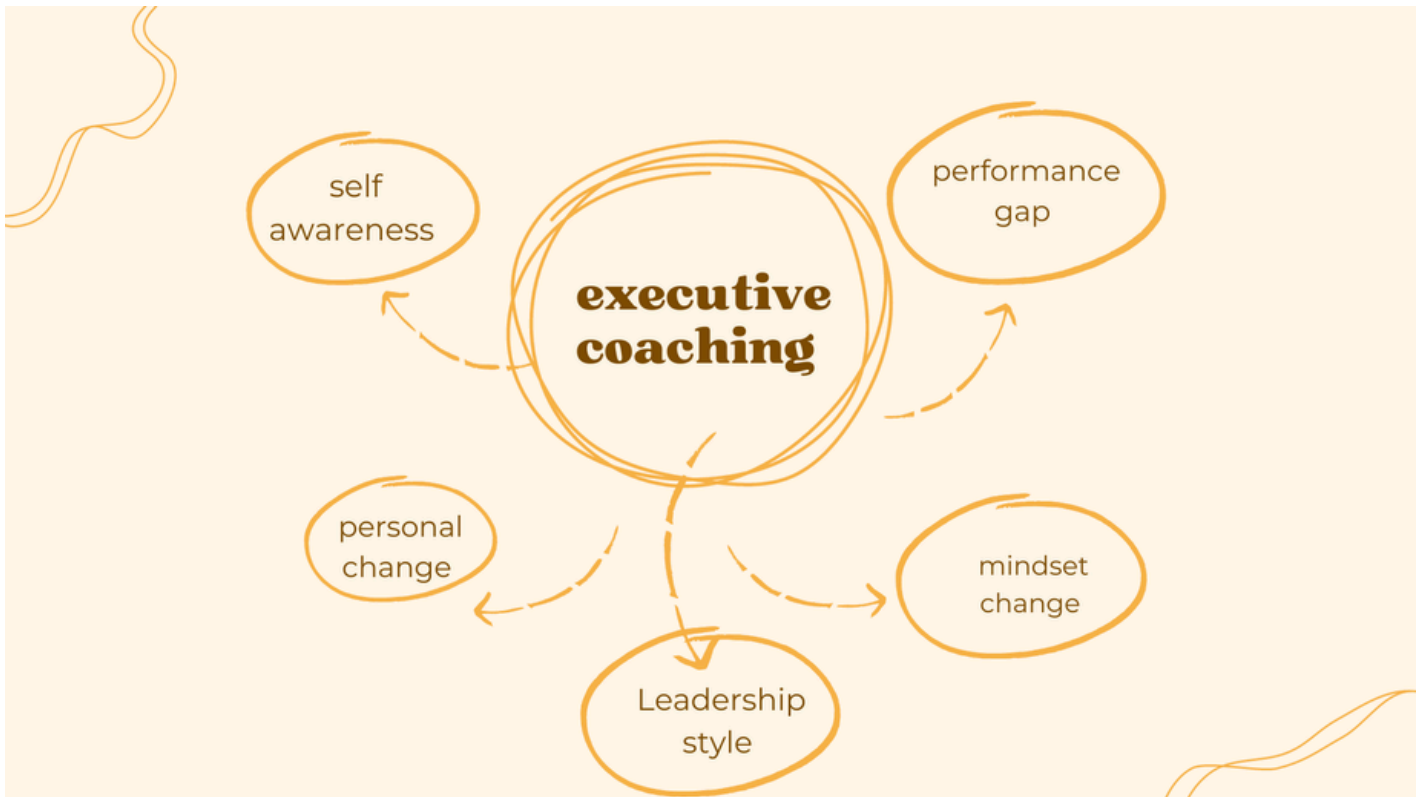 self
awareness
performance
gap
executive
coaching
personal
change
mindset
change
Leadership
style